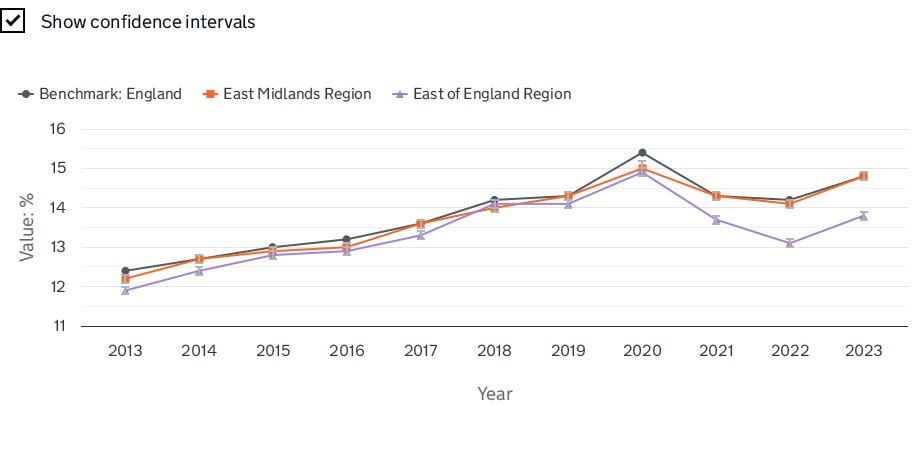 Show confidence intervals
Benchmark: England East Midlands Region East of England Region
16
15
14
13
12
11
Value: %
2013 2014 2015 2016 2017 2018 2019 2020 2021 2022 2023
Year